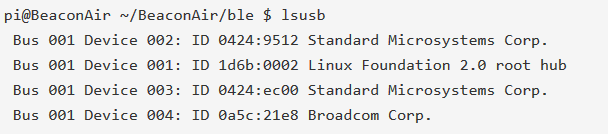 pi@BeaconAir ~/BeaconAir/ble $ lsusb
Bus 001 Device 002: ID 0424:9512 Standard Microsystems Corp.
Bus 001 Device 001: ID 1d6b:0002 Linux Foundation 2.0 root hub
Bus 001 Device 003: ID 0424:ec00 Standard Microsystems Corp.
Bus 001 Device 004: ID 0a5c:21e8 Broadcom Corp.